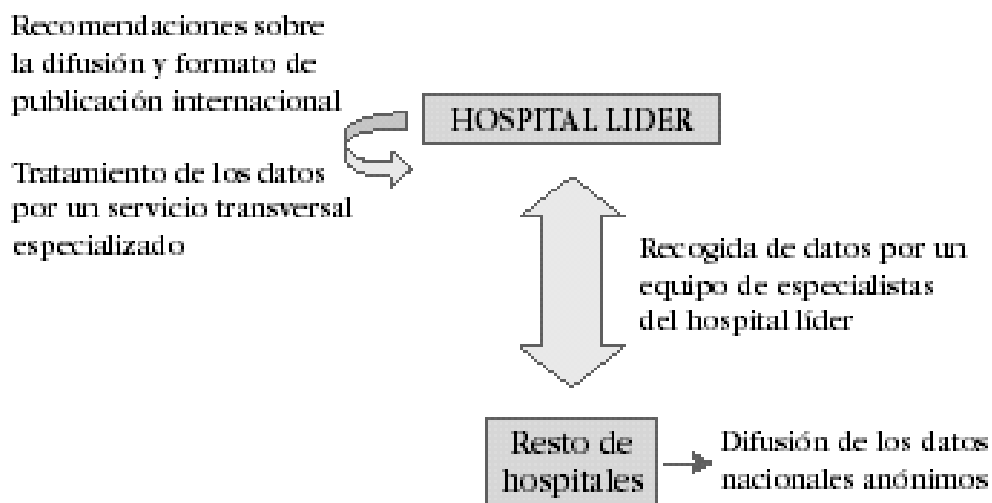 Recomendaciones sobre
la difusión y formato de
publicación internacional
HOSPITAL LIDER
Tratamiento de los datos
por un servicio transversal
especializado
Recogida de datos por un
equipo de especialistas
del hospital líder
Resto de
hospitales
Difusión de los datos
nacionales anónimos